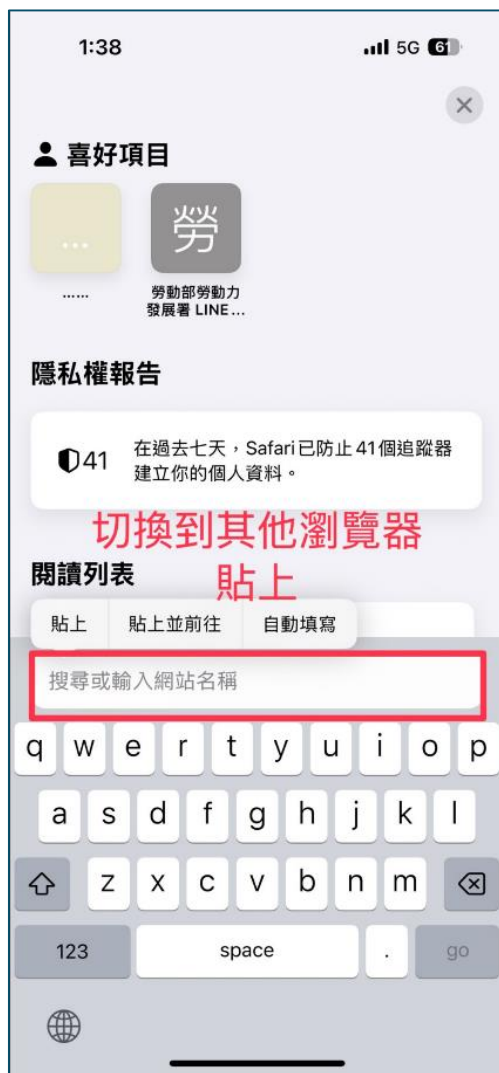 1:38
5G 61
喜好項目
...
勞
......
勞動部勞動力
發展署 LINE...
隱私權報告
41
在過去七天，Safari已防止41個追蹤器
建立你的個人資料。
切換到其他瀏覽器
貼上
閱讀列表
貼上 貼上並前往 自動填寫
搜尋或輸入網站名稱
q w e r t y u i o p
a s d f g h j k l
z x c v b n m
123 space . go